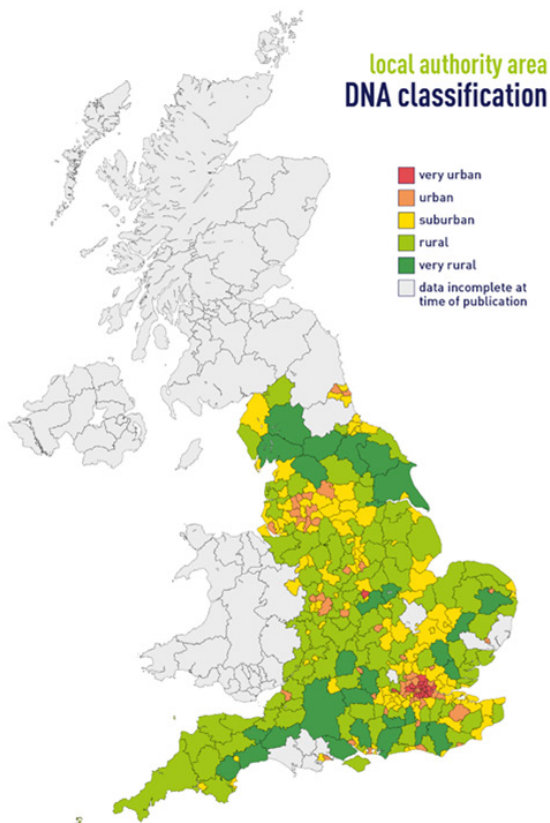 local authority area
DNA classification
very urban
urban
suburban
rural
very rural
data incomplete at
time of publication